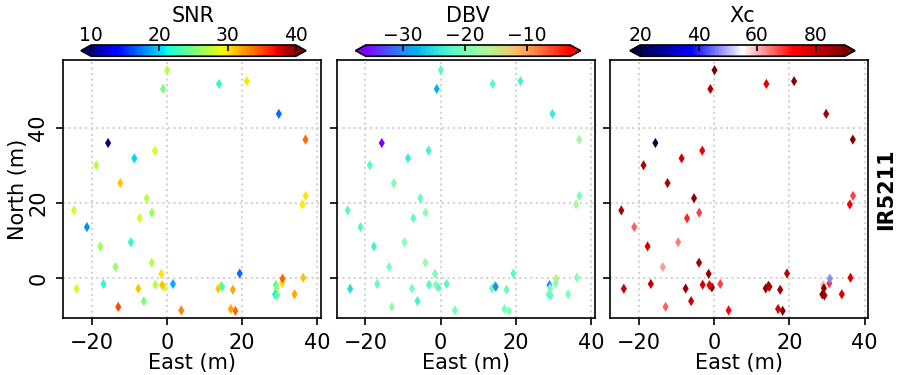 SNR DBV Xc
10 20 30 40 −30 −20 −10 20 40 60 80
North (m)
40
20
0
IR5211
−20 0 20 40 −20 0 20 40 −20 0 20 40
East (m) East (m) East (m)